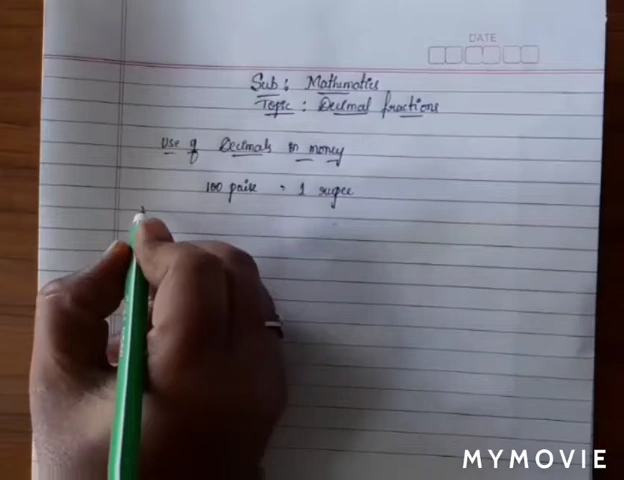 DATE
Sub: Mathematics
Topic: Decimal fractions
Use of Decimals in money
100 paise = 1 rupee
MYMOVIE